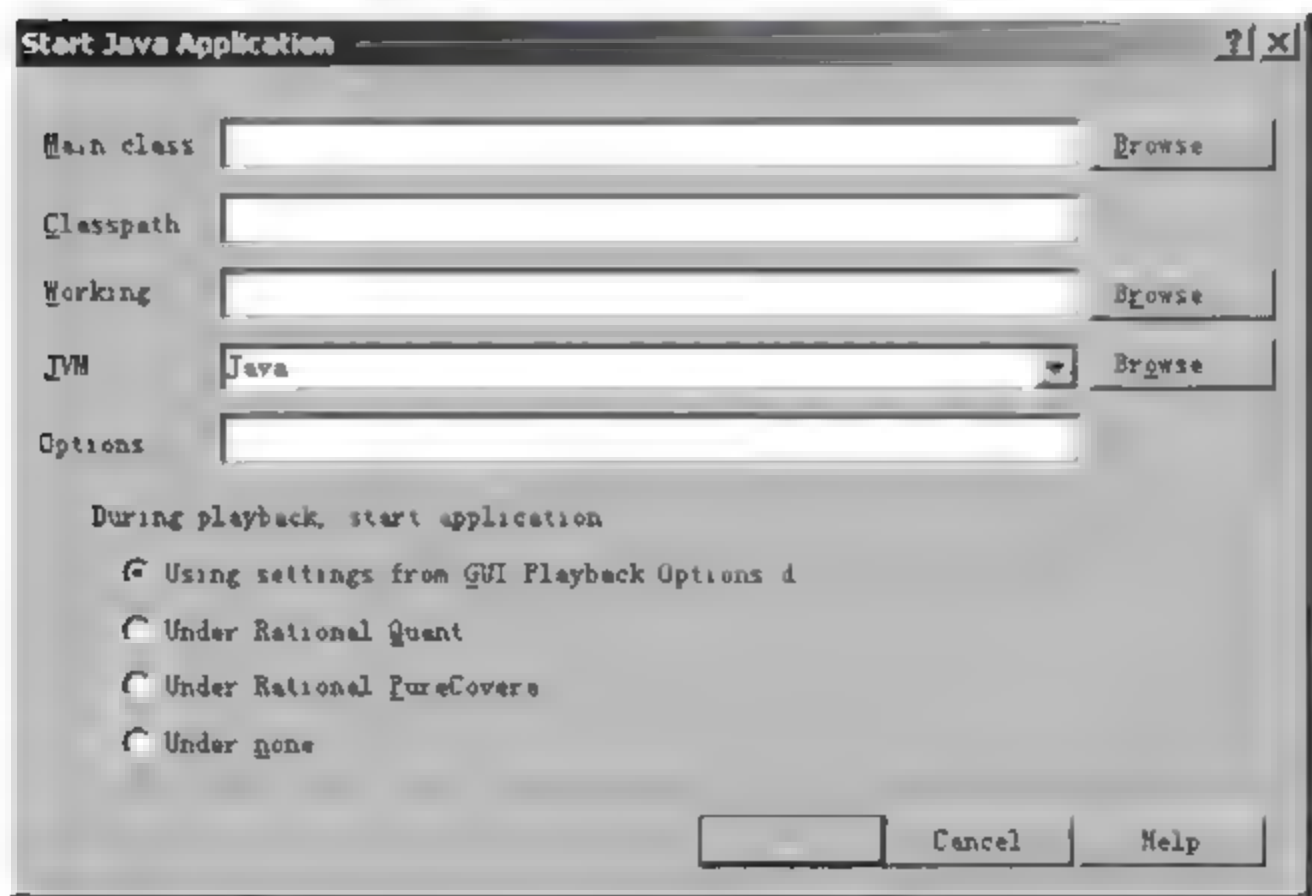 Start Java Application
Main class
Browse
Classpath
Working
Browse
JVM
Java
Browse
Options
During playback, start application
Using settings from GUI Playback Options d
Under Rational Quant
Under Rational PureCovera
Under none
Cancel
Help